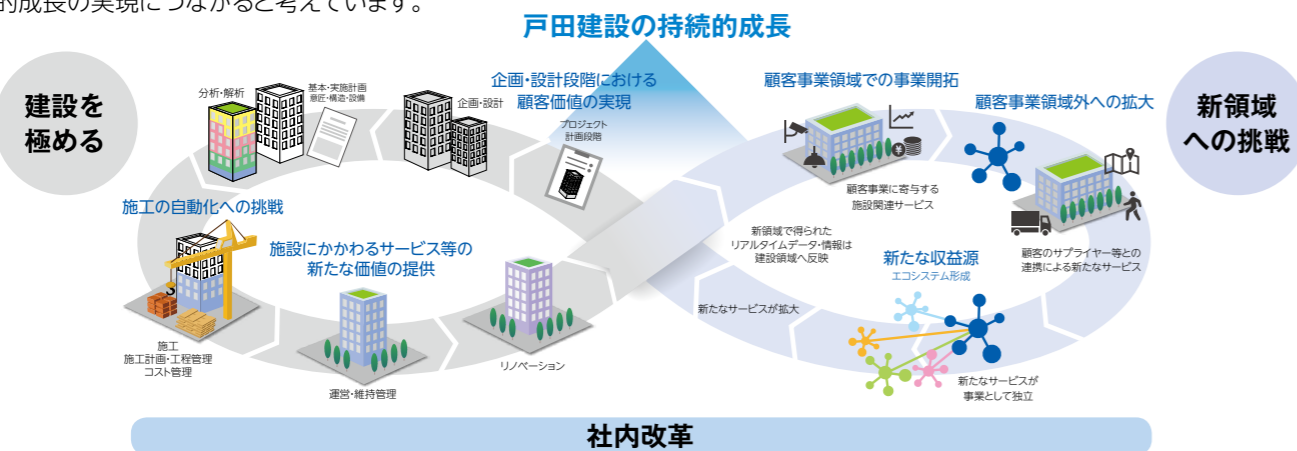 的成長の実現につながると考えています。
戸田建設の持続的成長
建設を
極める
分析・解析
基本・実施計画
意匠・構造・設備
企画・設計
企画・設計段階における
顧客価値の実現
プロジェクト
計画段階
施工の自動化への挑戦
施設にかかわるサービス等の
新たな価値の提供
施工
施工計画・工程管理
コスト管理
運営・維持管理
リノベーション
顧客事業領域での事業開拓
顧客事業領域外への拡大
新領域
への挑戦
顧客事業に寄与する
施設関連サービス
新領域で得られた
リアルタイムデータ・情報は
建設領域へ反映
新たな収益源
エコシステム形成
顧客のサプライヤー等との
連携による新たなサービス
新たなサービスが拡大
新たなサービスが
事業として独立
社内改革